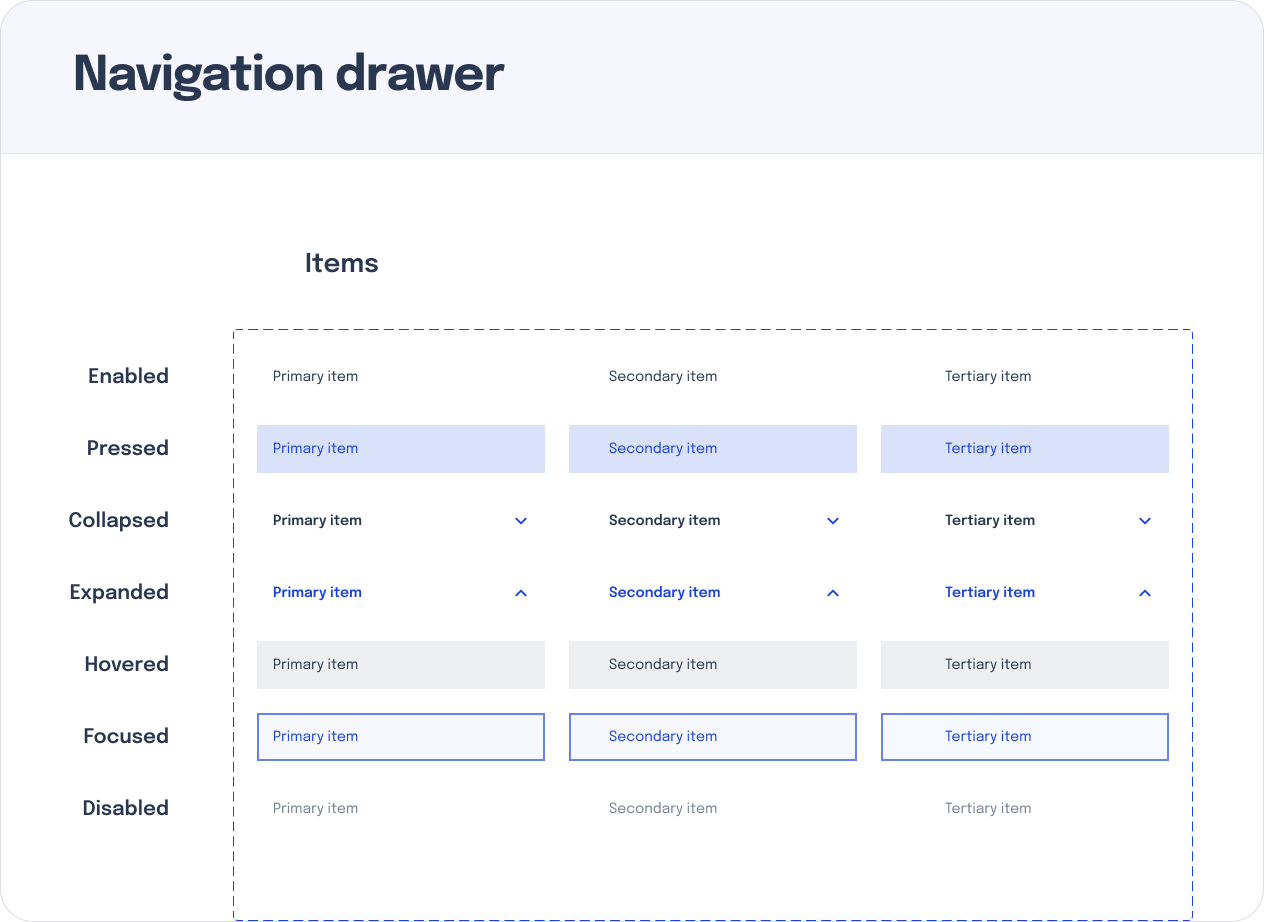 Navigation drawer
Items
Enabled Primary item Secondary item Tertiary item
Pressed Primary item Secondary item Tertiary item
Collapsed Primary item Secondary item Tertiary item
Expanded Primary item Secondary item Tertiary item
Hovered Primary item Secondary item Tertiary item
Focused Primary item Secondary item Tertiary item
Disabled Primary item Secondary item Tertiary item